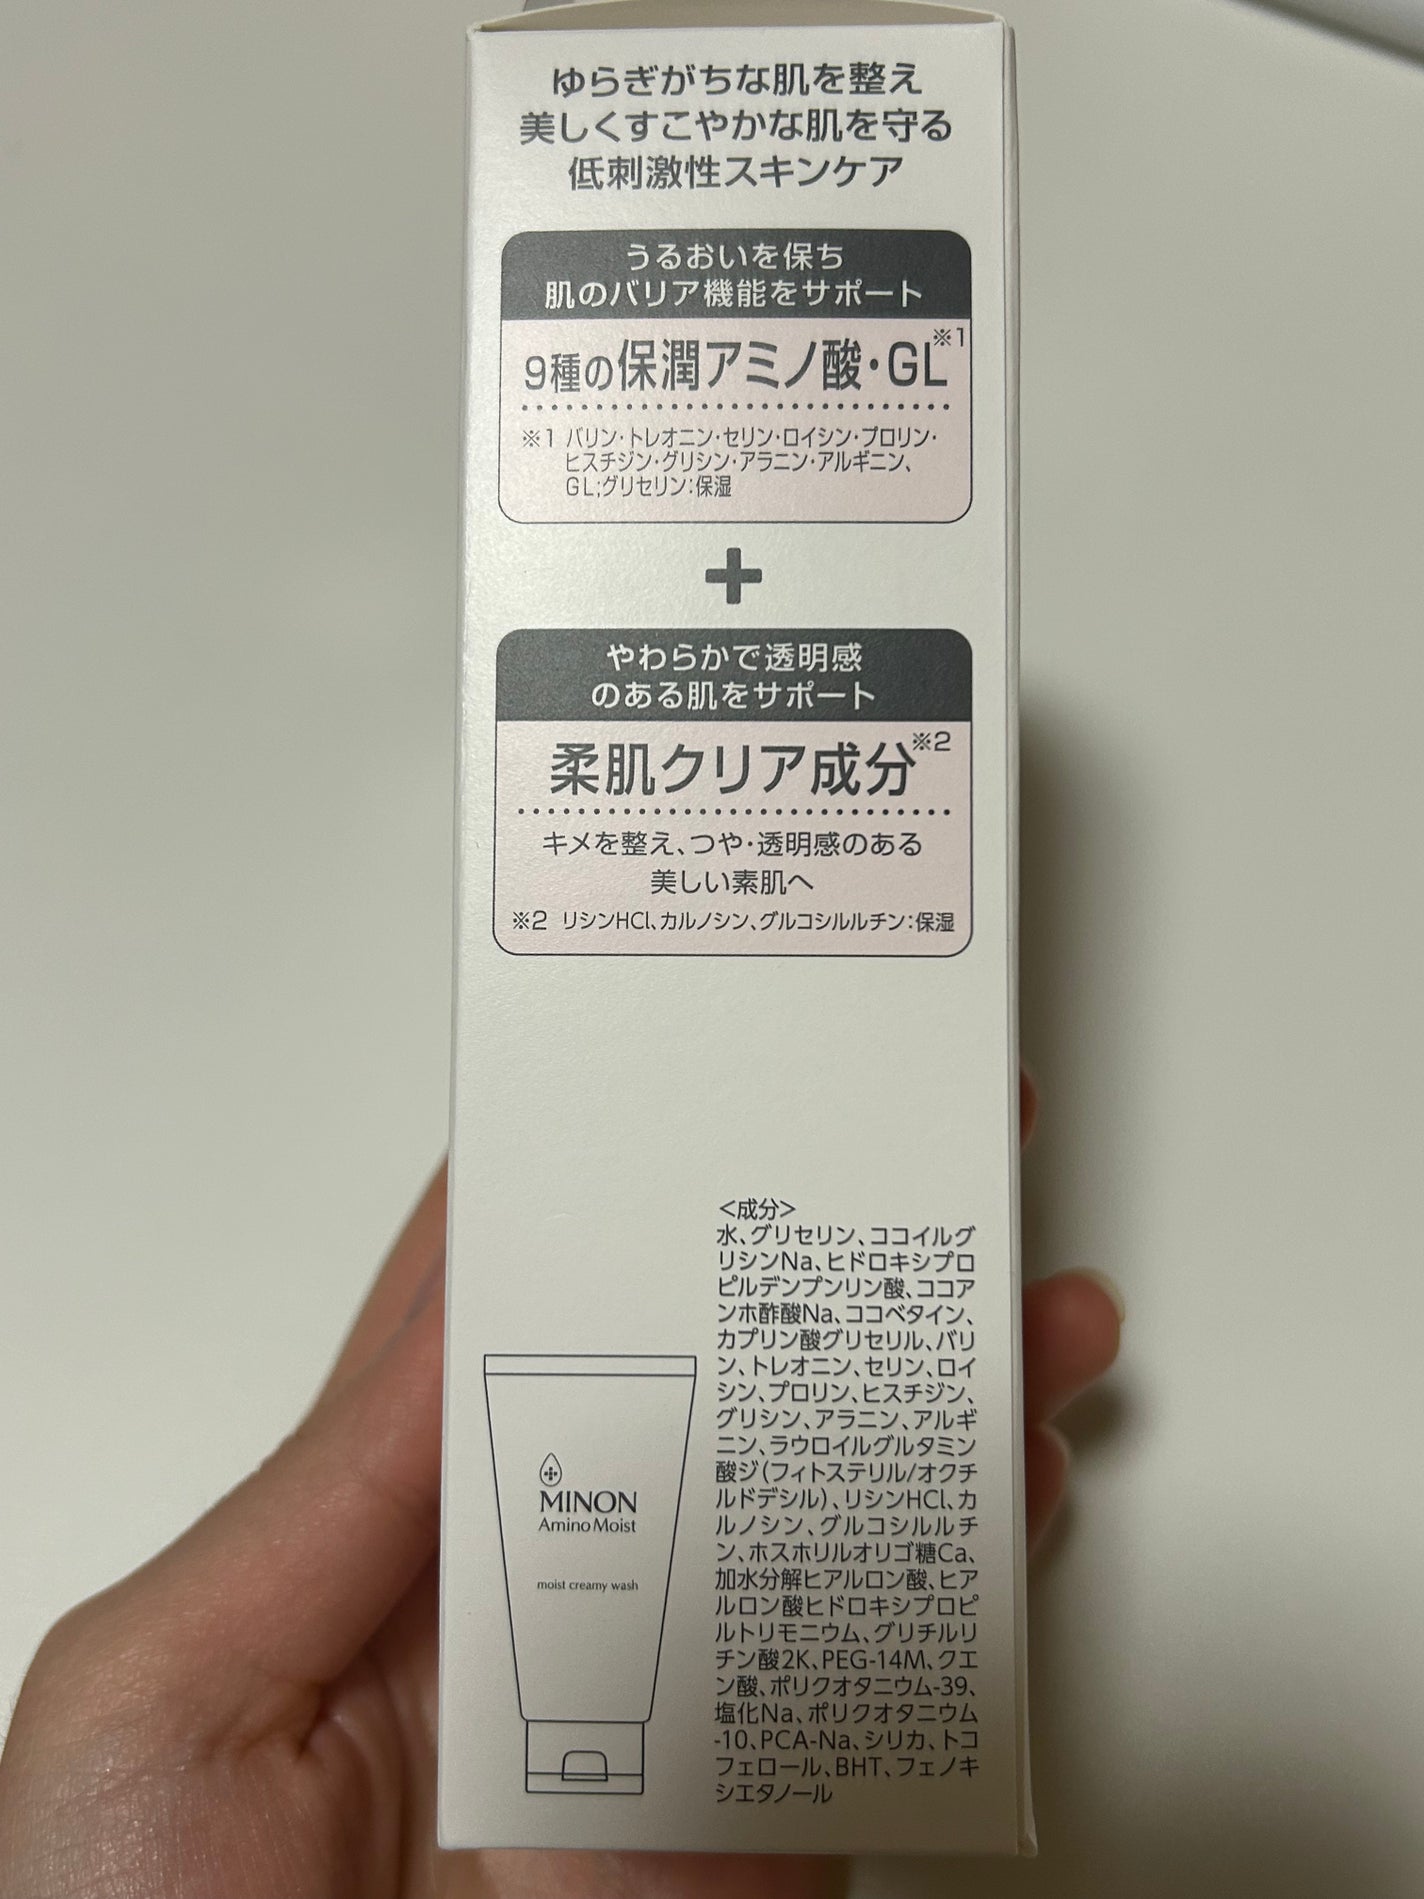 ゆらぎがちな肌を整え
美しくすこやかな肌を守る
低刺激性スキンケア
うるおいを保ち
肌のバリア機能をサポート
9種の保潤アミノ酸・GL※1
※1 バリン・トレオニン・セリン・ロイシン・プロリン・
ヒスチジン・グリシン・アラニン・アルギニン、
GL;グリセリン:保湿
+
やわらかで透明感
のある肌をサポート
柔肌クリア成分※2
キメを整え、つや・透明感のある
美しい素肌へ
※2 リシンHCl、カルノシン、グルコシルルチン:保湿
<成分>
水、グリセリン、ココイルグ
リシンNa、ヒドロキシプロ
ピルデンプンリン酸、ココア
ンホ酢酸Na、ココベタイン、
カプリン酸グリセリル、バリ
ン、トレオニン、セリン、ロイ
シン、プロリン、ヒスチジン、
グリシン、アラニン、アルギ
ニン、ラウロイルグルタミン
酸ジ(フィトステリル/オクチ
ルドデシル)、リシンHCl、カ
ルノシン、グルコシルルチ
ン、ホスホリルオリゴ糖Ca、
加水分解ヒアルロン酸、ヒア
ルロン酸ヒドロキシプロピ
ルトリモニウム、グリチルリ
チン酸2K、PEG-14M、クエ
ン酸、ポリクオタニウム-39、
塩化Na、ポリクオタニウム
-10、PCA-Na、シリカ、トコ
フェロール、BHT、フェノキ
シエタノール
MINON
Amino Moist
moist creamy wash